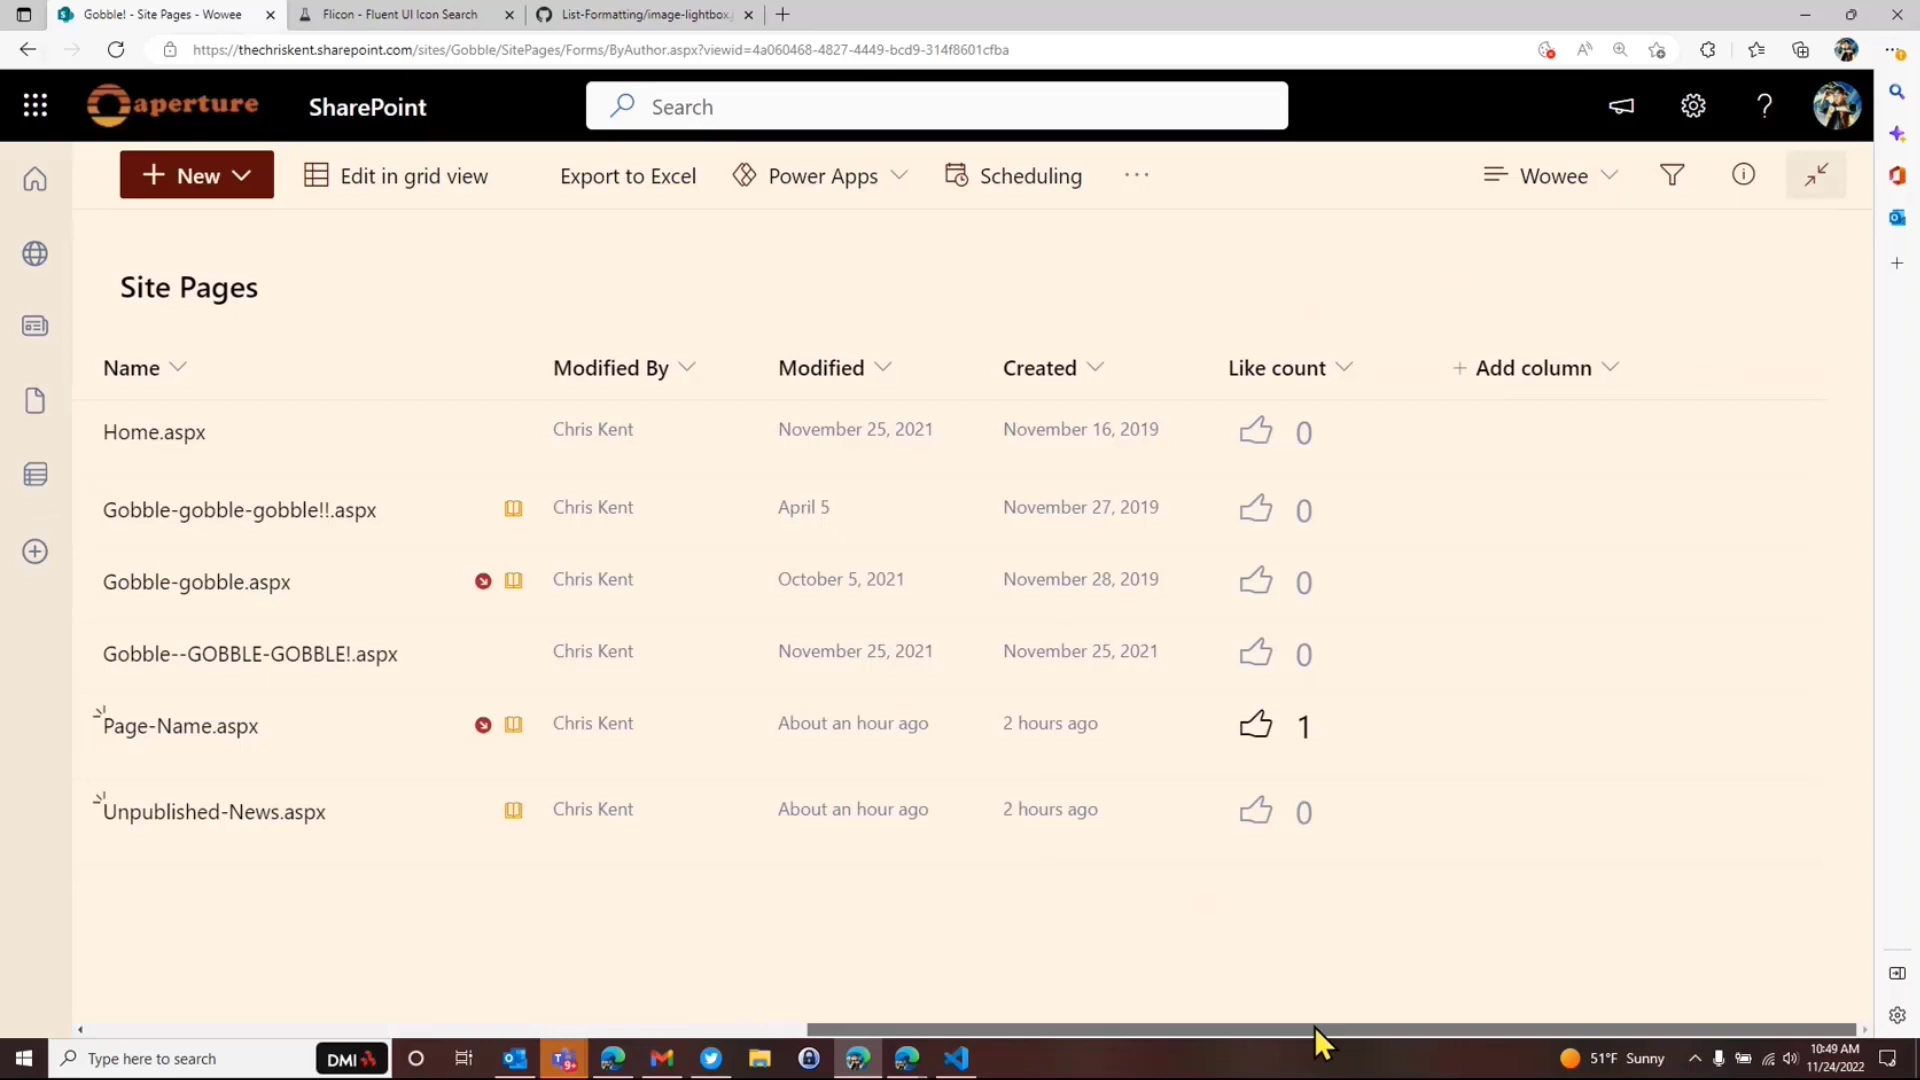 Gobble! - Site Pages - Wowee
Flicon - Fluent UI Icon Search
List-Formatting/image-lightbox.j
https://thechriskent.sharepoint.com/sites/Gobble/SitePages/Forms/ByAuthor.aspx?viewid=4a060468-4827-4449-bcd9-314f8601cfba
aperture
SharePoint
Search
New
Edit in grid view
Export to Excel
Power Apps
Scheduling
Wowee
Site Pages
Name
Modified By
Modified
Created
Like count
Add column
Home.aspx
Chris Kent
November 25, 2021
November 16, 2019
0
Gobble-gobble-gobble!!.aspx
Chris Kent
April 5
November 27, 2019
0
Gobble-gobble.aspx
Chris Kent
October 5, 2021
November 28, 2019
0
Gobble--GOBBLE-GOBBLE!.aspx
Chris Kent
November 25, 2021
November 25, 2021
0
Page-Name.aspx
Chris Kent
About an hour ago
2 hours ago
1
Unpublished-News.aspx
Chris Kent
About an hour ago
2 hours ago
0
Type here to search
DMI
9+
51°F Sunny
10:49 AM
11/24/2022